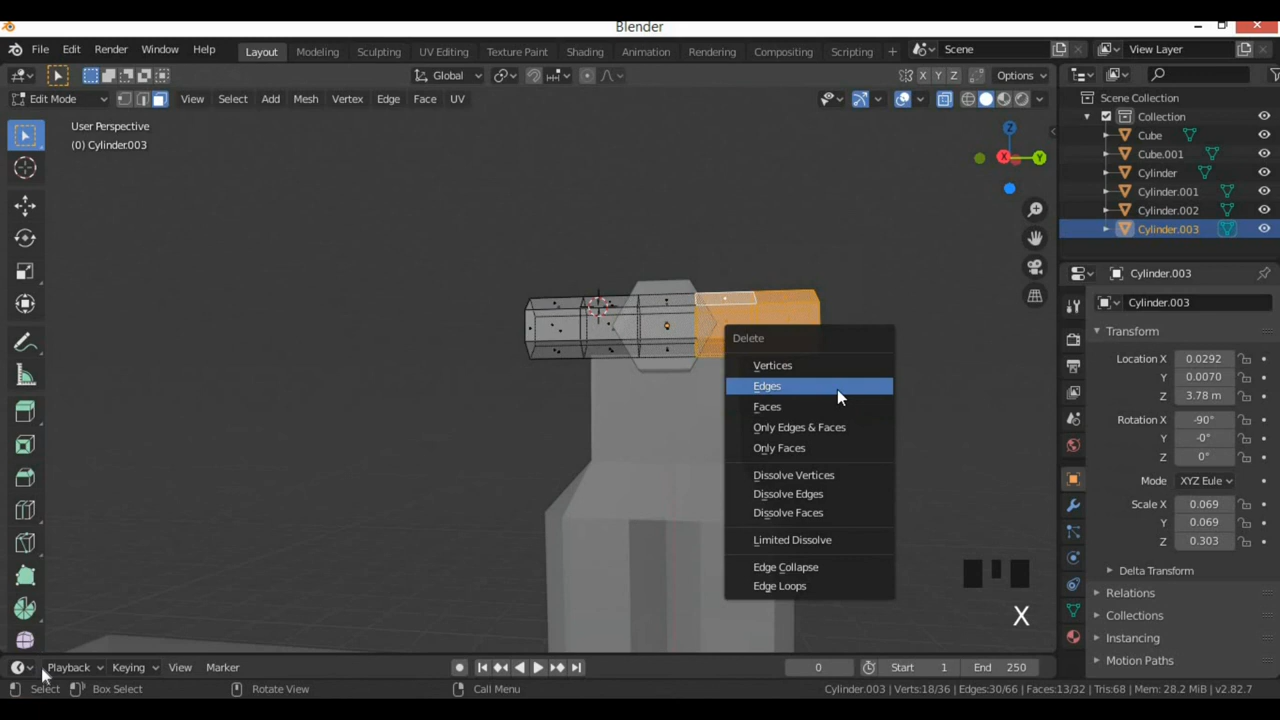 Blender
File Edit Render Window Help Layout Modeling Sculpting UV Editing Texture Paint Shading Animation Rendering Compositing Scripting + Scene View Layer
Global X Y Z Options
Edit Mode View Select Add Mesh Vertex Edge Face UV
User Perspective
(0) Cylinder.003
Z
X
Y
Scene Collection
Collection
Cube
Cube.001
Cylinder
Cylinder.001
Cylinder.002
Cylinder.003
Cylinder.003
Cylinder.003
Transform
Location X 0.0292
Y 0.0070
Z 3.78 m
Rotation X -90°
Y -0°
Z 0°
Mode XYZ Eule
Scale X 0.069
Y 0.069
Z 0.303
Delta Transform
Relations
Collections
Instancing
Visibility
Motion Paths
Delete
Vertices
Edges
Faces
Only Edges & Faces
Only Faces
Dissolve Vertices
Dissolve Edges
Dissolve Faces
Limited Dissolve
Edge Collapse
Edge Loops
X
Playback Keying View Marker 0 Start 1 End 250
Select Box Select Rotate View Call Menu Cylinder.003 | Verts:18/36 | Edges:30/66 | Faces:13/32 | Tris:68 | Mem: 28.2 MiB | v2.82.7